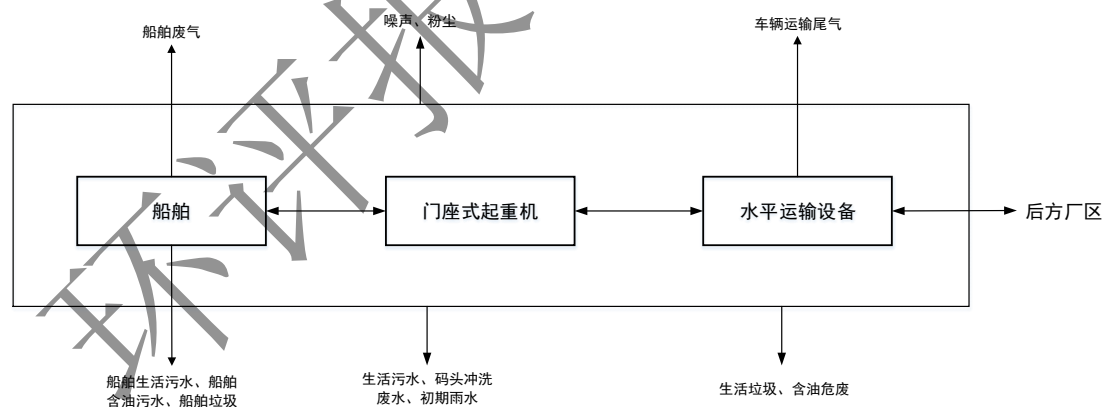 船舶废气
噪声、粉尘
车辆运输尾气
船舶
门座式起重机
水平运输设备
后方厂区
船舶生活污水、船舶
含油污水、船舶垃圾
生活污水、码头冲洗
废水、初期雨水
生活垃圾、含油危废
环评报